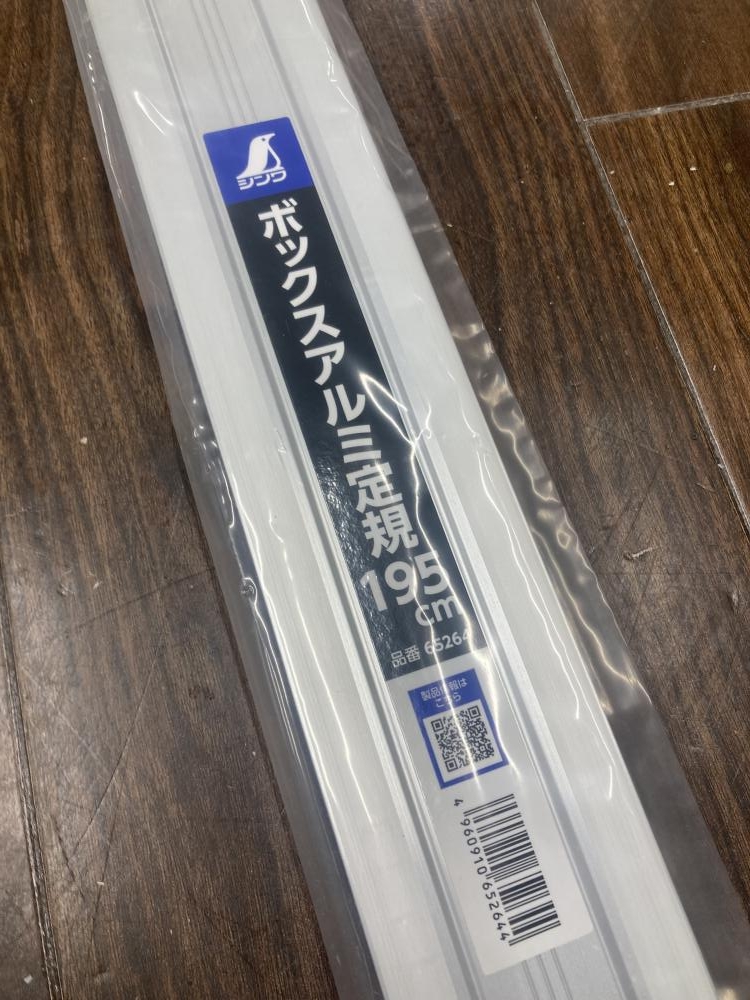 シンワ
ボックスアルミ定規
195
cm
品番 65264
製品情報は
こちら
4 960910 652644